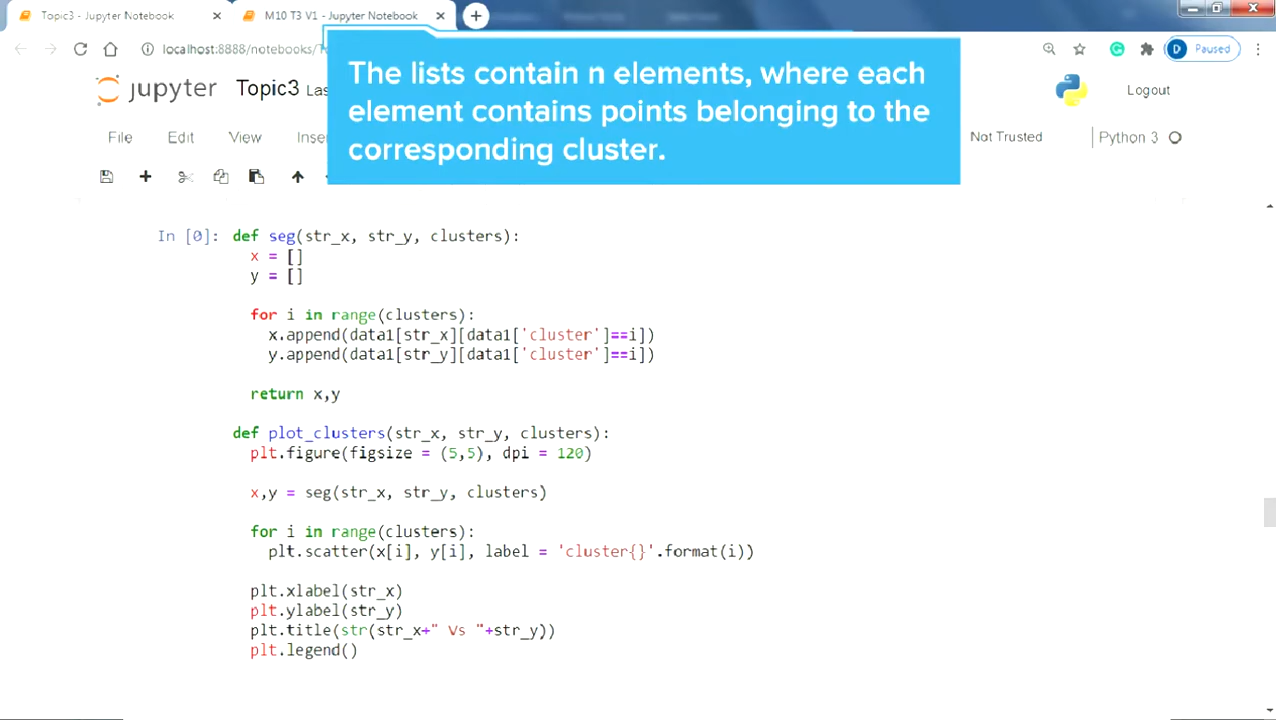 Topic3 - Jupyter Notebook
M10 T3 V1 - Jupyter Notebook
localhost:8888/notebooks/
Paused
The lists contain n elements, where each
element contains points belonging to the
corresponding cluster.
jupyter Topic3
Logout
File Edit View
Not Trusted
Python 3
In [0]: def seg(str_x, str_y, clusters):
x = []
y = []
for i in range(clusters):
x.append(data1[str_x][data1['cluster']==i])
y.append(data1[str_y][data1['cluster']==i])
return x,y
def plot_clusters(str_x, str_y, clusters):
plt.figure(figsize = (5,5), dpi = 120)
x,y = seg(str_x, str_y, clusters)
for i in range(clusters):
plt.scatter(x[i], y[i], label = 'cluster{}'.format(i))
plt.xlabel(str_x)
plt.ylabel(str_y)
plt.title(str(str_x+" Vs "+str_y))
plt.legend()